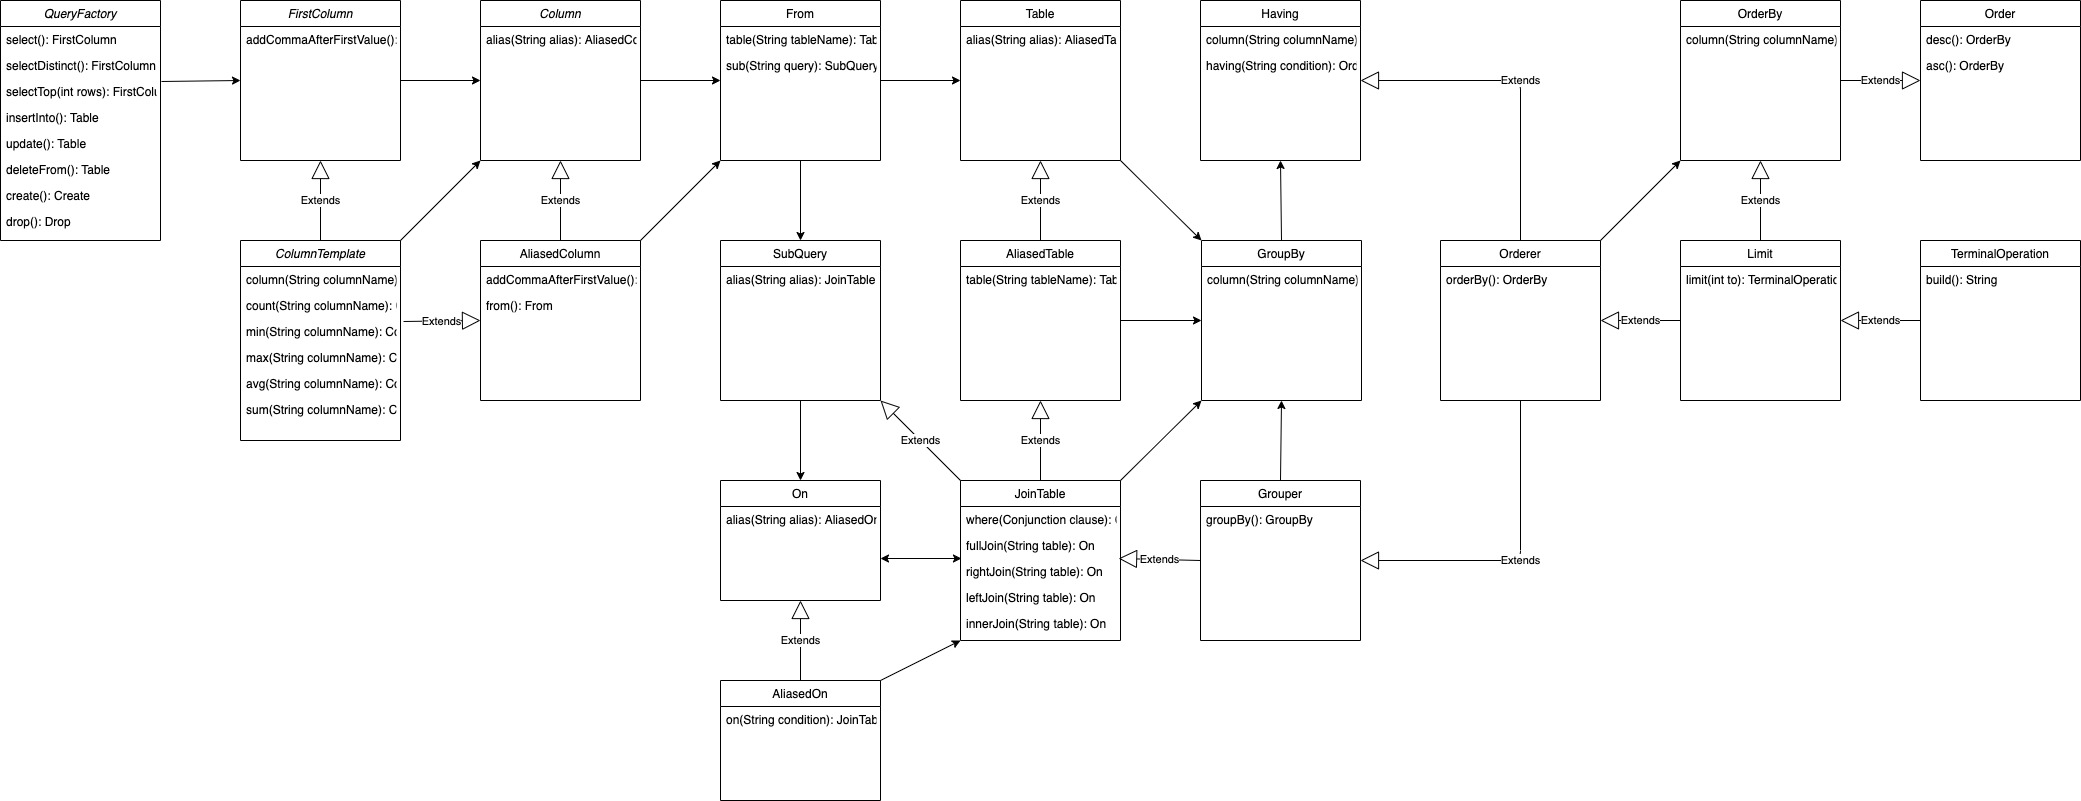 QueryFactory
select(): FirstColumn
selectDistinct(): FirstColumn
selectTop(int rows): FirstColu
insertInto(): Table
update(): Table
deleteFrom(): Table
create(): Create
drop(): Drop
FirstColumn
addCommaAfterFirstValue():
Column
alias(String alias): AliasedCo
From
table(String tableName): Tab
sub(String query): SubQuery
Table
alias(String alias): AliasedTa
Having
column(String columnName)
having(String condition): Ord
OrderBy
column(String columnName)
Order
desc(): OrderBy
asc(): OrderBy
Extends
Extends
Extends
Extends
Extends
Extends
ColumnTemplate
column(String columnName)
count(String columnName):
min(String columnName): Co
max(String columnName): C
avg(String columnName): Co
sum(String columnName): C
Extends
AliasedColumn
addCommaAfterFirstValue():
from(): From
SubQuery
alias(String alias): JoinTable
AliasedTable
table(String tableName): Tab
GroupBy
column(String columnName)
Orderer
orderBy(): OrderBy
Extends
Limit
limit(int to): TerminalOperatic
Extends
TerminalOperation
build(): String
Extends
Extends
On
alias(String alias): AliasedOn
JoinTable
where(Conjunction clause):
fullJoin(String table): On
rightJoin(String table): On
leftJoin(String table): On
innerJoin(String table): On
Extends
Grouper
groupBy(): GroupBy
Extends
Extends
AliasedOn
on(String condition): JoinTab